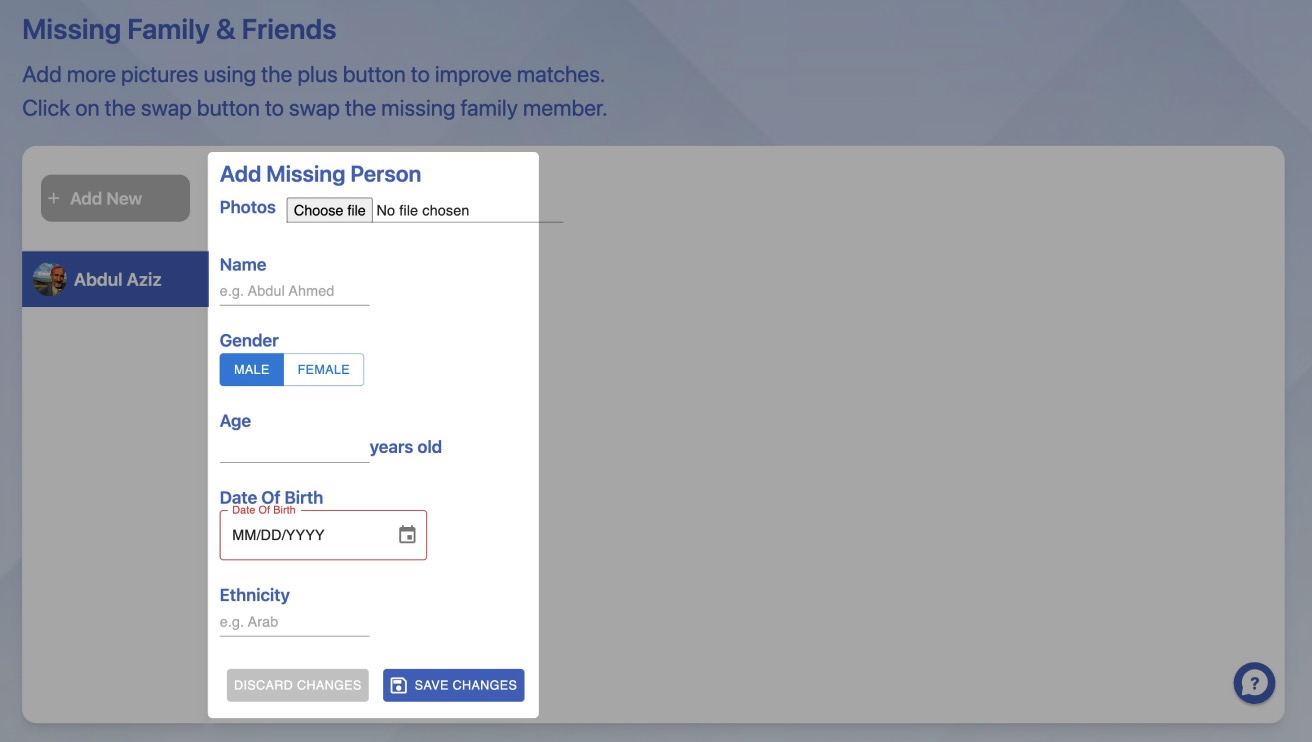 Missing Family & Friends
Add more pictures using the plus button to improve matches.
Click on the swap button to swap the missing family member.
+ Add New
Abdul Aziz
Add Missing Person
Photos Choose file No file chosen
Name
e.g. Abdul Ahmed
Gender
MALE FEMALE
Age
years old
Date Of Birth
Date Of Birth
MM/DD/YYYY
Ethnicity
e.g. Arab
DISCARD CHANGES SAVE CHANGES
?